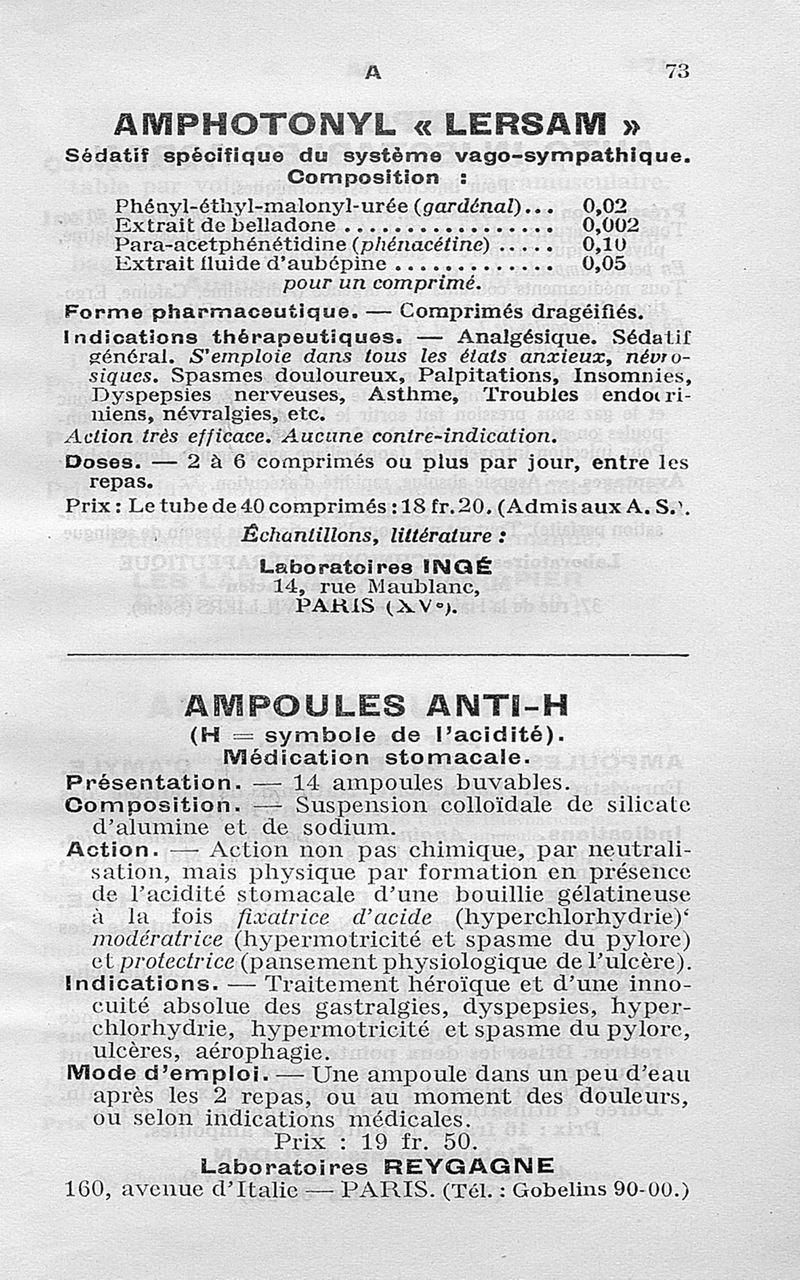 A 73
AMPHOTONYL « LERSAM »
Sédatif spécifique du système vago-sympathique.
Composition :
Phényl-éthyl-malonyl-urée (gardénal)... 0,02
Extrait de belladone .................. 0,002
Para-acetphénétidine (phénacétine) ..... 0,10
Extrait fluide d'aubépine .............. 0,05
pour un comprimé.
Forme pharmaceutique. — Comprimés dragéifiés.
Indications thérapeutiques. — Analgésique. Sédatif
général. S'emploie dans tous les états anxieux, névro-
siques. Spasmes douloureux, Palpitations, Insomnies,
Dyspepsies nerveuses, Asthme, Troubles endocri-
niens, névralgies, etc.
Action très efficace. Aucune contre-indication.
Doses. — 2 à 6 comprimés ou plus par jour, entre les
repas.
Prix : Le tube de 40 comprimés : 18 fr. 20. (Admis aux A. S.).
Échantillons, littérature :
Laboratoires INGÉ
14, rue Maublanc,
PARIS (XVe).
AMPOULES ANTI-H
(H = symbole de l'acidité).
Médication stomacale.
Présentation. — 14 ampoules buvables.
Composition. — Suspension colloïdale de silicate
d'alumine et de sodium.
Action. — Action non pas chimique, par neutrali-
sation, mais physique par formation en présence
de l'acidité stomacale d'une bouillie gélatineuse
à la fois fixatrice d'acide (hyperchlorhydrie)‘
modératrice (hypermotricité et spasme du pylore)
et protectrice (pansement physiologique de l'ulcère).
Indications. — Traitement héroïque et d'une inno-
cuité absolue des gastralgies, dyspepsies, hyper-
chlorhydrie, hypermotricité et spasme du pylore,
ulcères, aérophagie.
Mode d'emploi. — Une ampoule dans un peu d'eau
après les 2 repas, ou au moment des douleurs,
ou selon indications médicales.
Prix : 19 fr. 50.
Laboratoires REYGAGNE
160, avenue d'Italie — PARIS. (Tél. : Gobelins 90-00.)